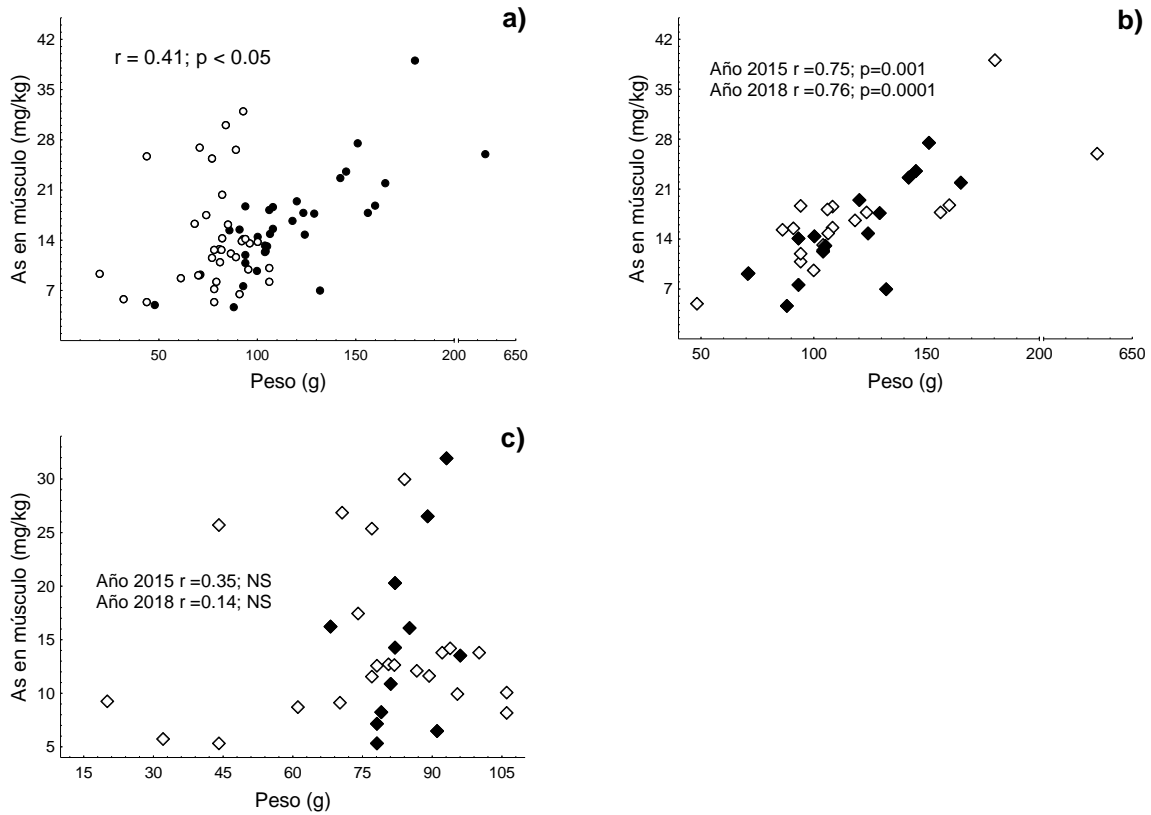 a)
r = 0.41; p < 0.05
As en músculo (mg/kg)
42
35
28
21
14
7
50
100
150
200
650
Peso (g)
b)
Año 2015 r =0.75; p=0.001
Año 2018 r =0.76; p=0.0001
As en músculo (mg/kg)
42
35
28
21
14
7
50
100
150
200
650
Peso (g)
c)
Año 2015 r =0.35; NS
Año 2018 r =0.14; NS
As en músculo (mg/kg)
30
25
20
15
10
5
15
30
45
60
75
90
105
Peso (g)